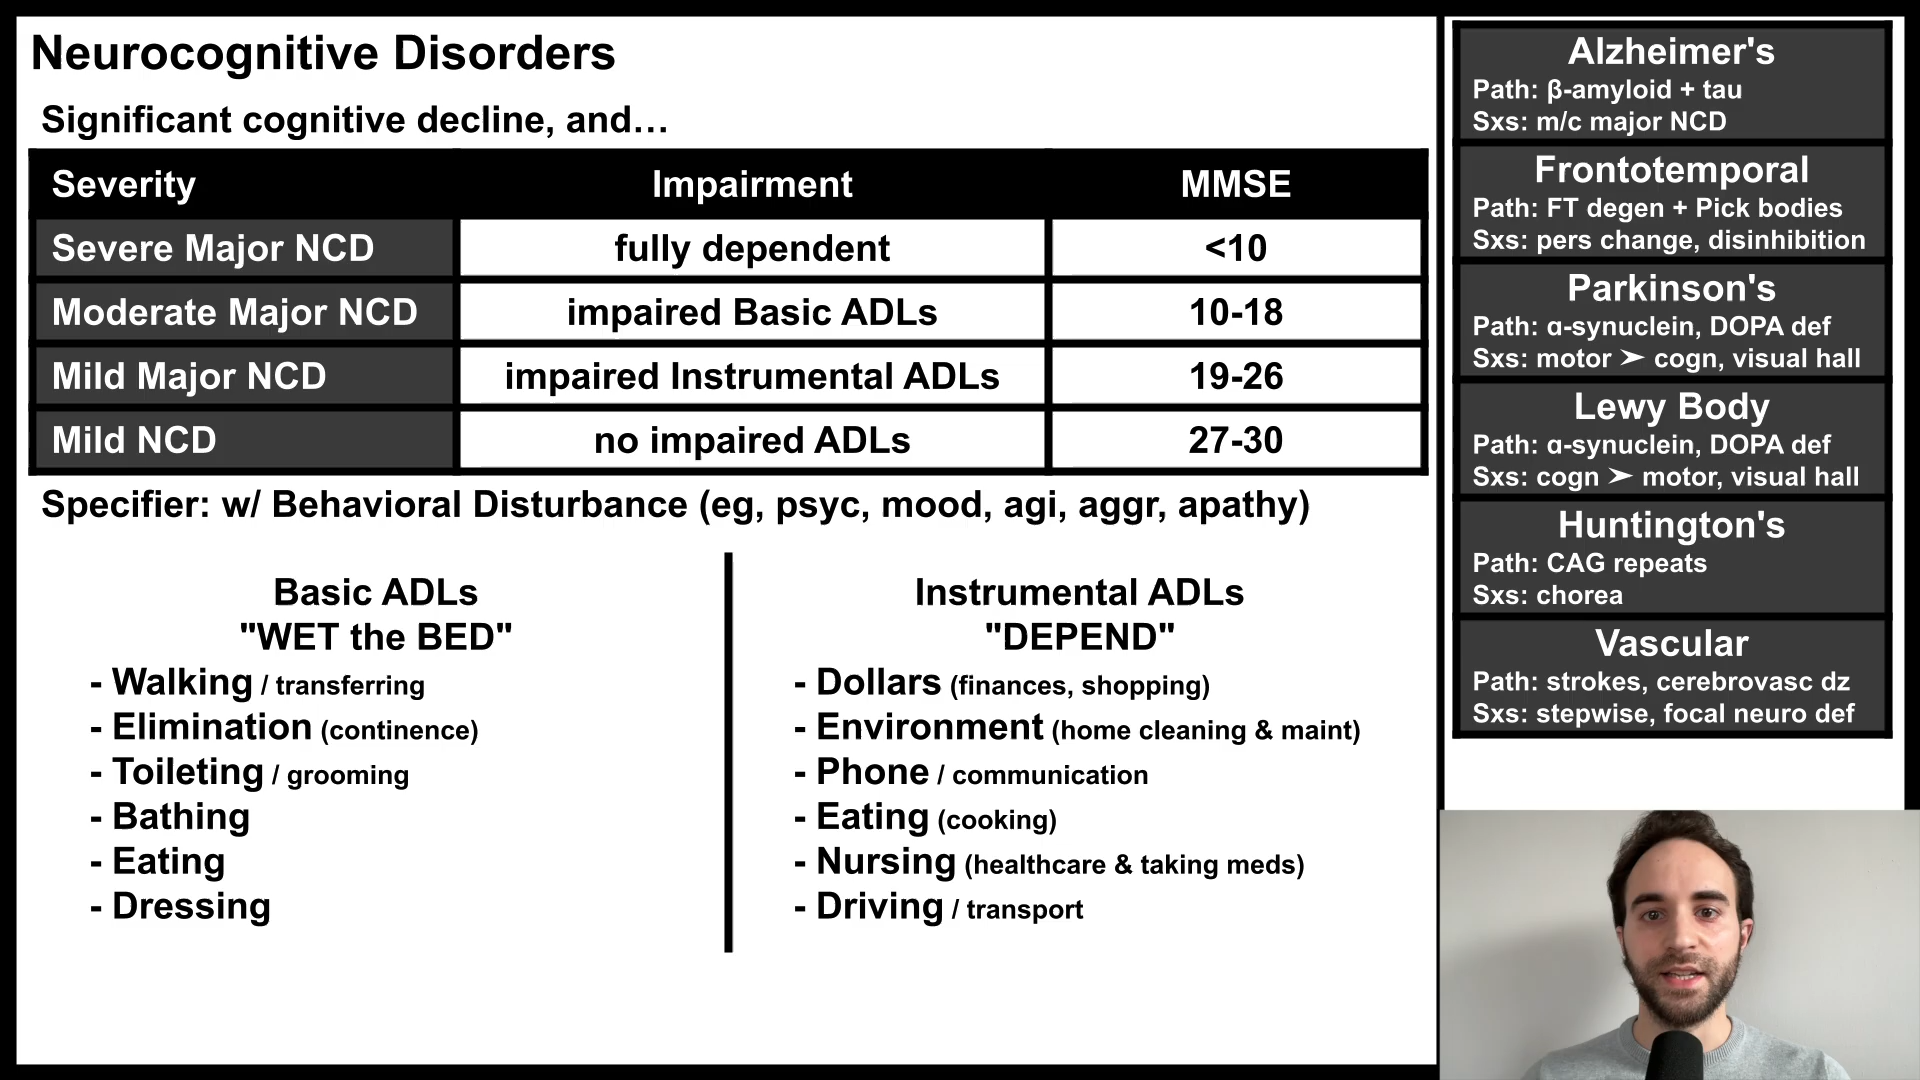 Neurocognitive Disorders
Significant cognitive decline, and…
Severity Impairment MMSE
Severe Major NCD fully dependent <10
Moderate Major NCD impaired Basic ADLs 10-18
Mild Major NCD impaired Instrumental ADLs 19-26
Mild NCD no impaired ADLs 27-30
Specifier: w/ Behavioral Disturbance (eg, psyc, mood, agi, aggr, apathy)
Basic ADLs
"WET the BED"
- Walking / transferring
- Elimination (continence)
- Toileting / grooming
- Bathing
- Eating
- Dressing
Instrumental ADLs
"DEPEND"
- Dollars (finances, shopping)
- Environment (home cleaning & maint)
- Phone / communication
- Eating (cooking)
- Nursing (healthcare & taking meds)
- Driving / transport
Alzheimer's
Path: β-amyloid + tau
Sxs: m/c major NCD
Frontotemporal
Path: FT degen + Pick bodies
Sxs: pers change, disinhibition
Parkinson's
Path: α-synuclein, DOPA def
Sxs: motor ➤ cogn, visual hall
Lewy Body
Path: α-synuclein, DOPA def
Sxs: cogn ➤ motor, visual hall
Huntington's
Path: CAG repeats
Sxs: chorea
Vascular
Path: strokes, cerebrovasc dz
Sxs: stepwise, focal neuro def